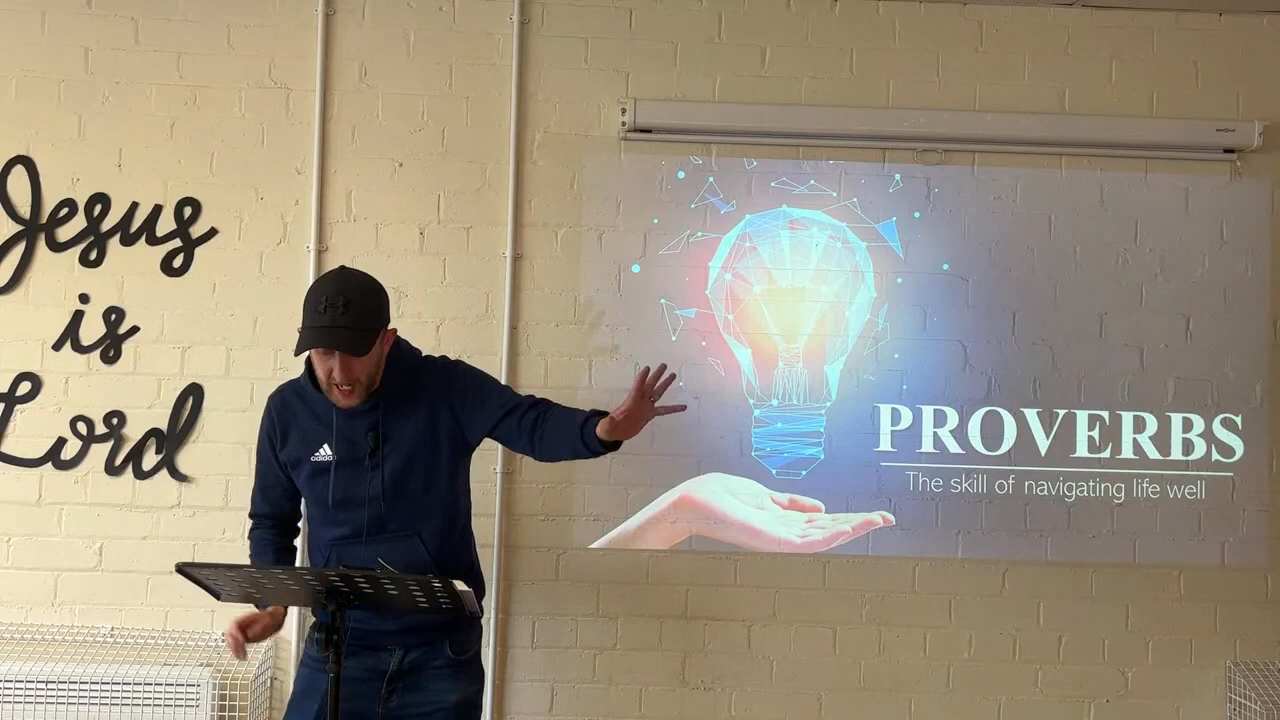 Jesus
is
Lord
adidas
PROVERBS
The skill of navigating life well